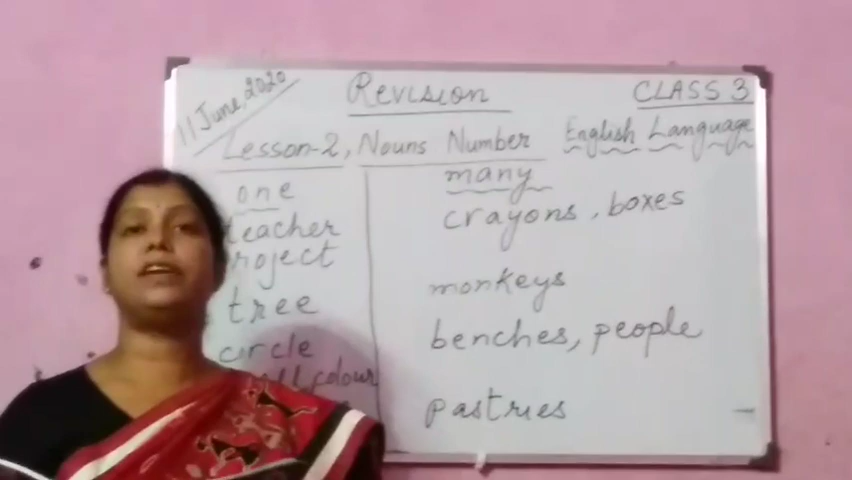 11 June, 2020
Revision
CLASS 3
Lesson-2, Nouns Number
English Language
one
many
teacher
crayons, boxes
project
monkeys
tree
benches, people
circle
colour
pastries